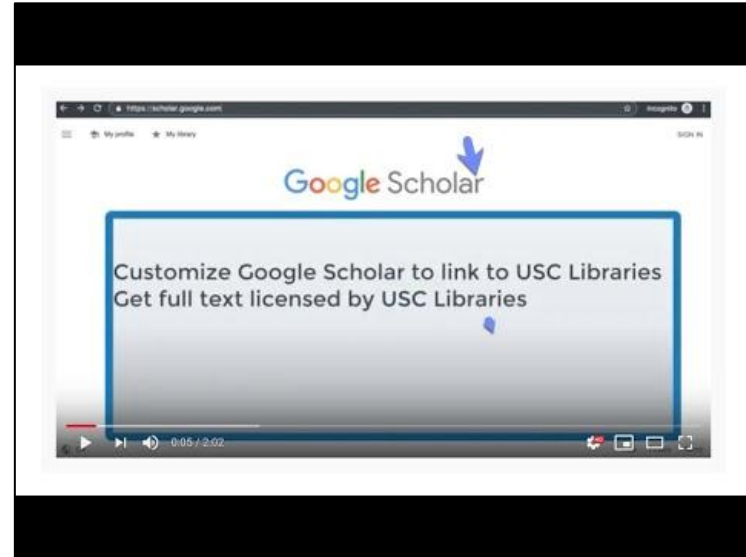 https://scholar.google.com
Incognito
My profile
My library
SIGN IN
Google Scholar
Customize Google Scholar to link to USC Libraries
Get full text licensed by USC Libraries
0:05 / 2:02